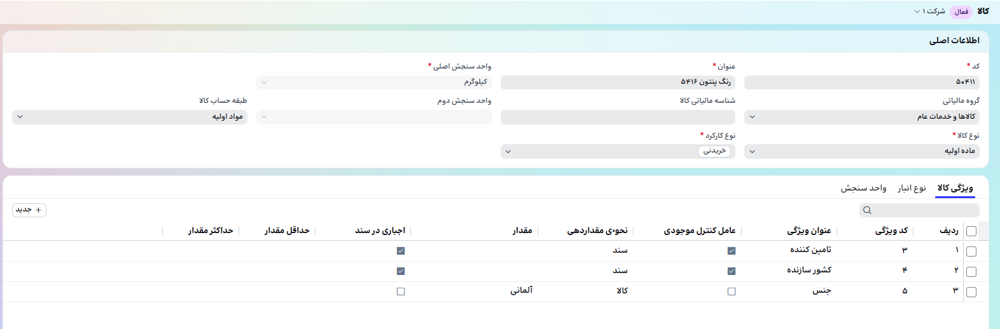 کالا فعال شرکت ۱
اطلاعات اصلی
کد * عنوان * واحد سنجش اصلی *
۵۰۴۱۱ رنگ پنتون ۵۴۱۶ کیلوگرم
گروه مالیاتی شناسه مالیاتی کالا واحد سنجش دوم طبقه حساب کالا
کالاها و خدمات عام مواد اولیه
نوع کالا * نوع کارکرد *
ماده اولیه خریدنی
ویژگی کالا نوع انبار واحد سنجش
+ جدید
ردیف کد ویژگی عنوان ویژگی عامل کنترل موجودی نحوه‌ی مقداردهی مقدار اجباری در سند حداقل مقدار حداکثر مقدار
۱ ۳ تامین کننده سند
۲ ۴ کشور سازنده سند
۳ ۵ جنس کالا آلمانی